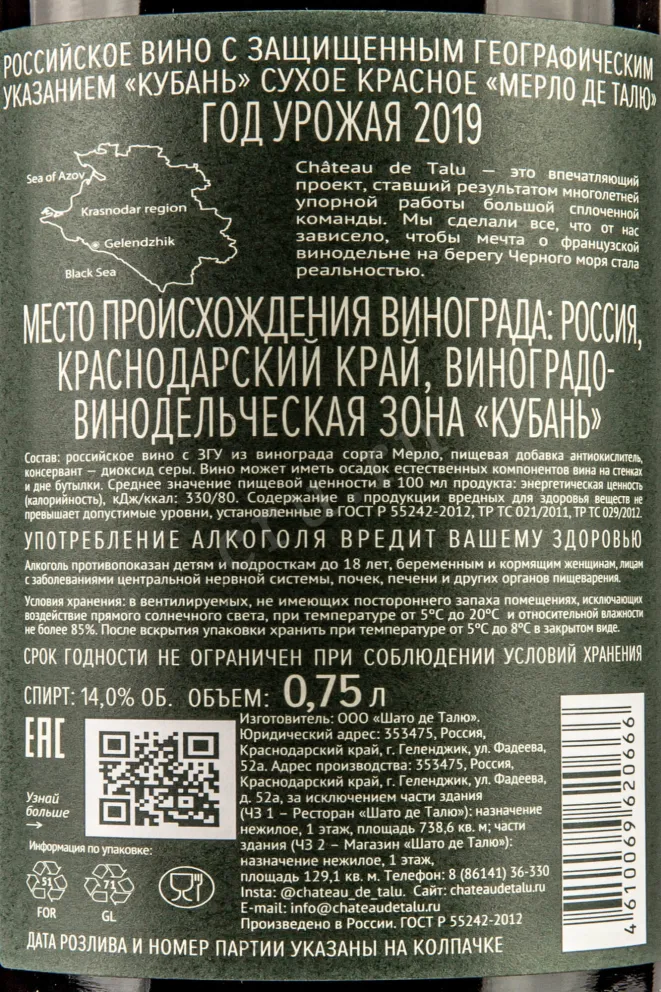 РОССИЙСКОЕ ВИНО С ЗАЩИЩЕННЫМ ГЕОГРАФИЧЕСКИМ
УКАЗАНИЕМ «КУБАНЬ» СУХОЕ КРАСНОЕ «МЕРЛО ДЕ ТАЛЮ»
ГОД УРОЖАЯ 2019
Sea of Azov
Krasnodar region
Gelendzhik
Black Sea
Château de Talu — это впечатляющий
проект, ставший результатом многолетней
упорной работы большой сплоченной
команды. Мы сделали все, что от нас
зависело, чтобы мечта о французской
винодельне на берегу Черного моря стала
реальностью.
МЕСТО ПРОИСХОЖДЕНИЯ ВИНОГРАДА: РОССИЯ,
КРАСНОДАРСКИЙ КРАЙ, ВИНОГРАДО-
ВИНОДЕЛЬЧЕСКАЯ ЗОНА «КУБАНЬ»
Состав: российское вино с ЗГУ из винограда сорта Мерло, пищевая добавка антиокислитель,
консервант — диоксид серы. Вино может иметь осадок естественных компонентов вина на стенках
и дне бутылки. Среднее значение пищевой ценности в 100 мл продукта: энергетическая ценность
(калорийность), кДж/ккал: 330/80. Содержание в продукции вредных для здоровья веществ не
превышает допустимые уровни, установленные в ГОСТ Р 55242-2012, ТР ТС 021/2011, ТР ТС 029/2012.
УПОТРЕБЛЕНИЕ АЛКОГОЛЯ ВРЕДИТ ВАШЕМУ ЗДОРОВЬЮ
Алкоголь противопоказан детям и подросткам до 18 лет, беременным и кормящим женщинам, лицам
с заболеваниями центральной нервной системы, почек, печени и других органов пищеварения.
Условия хранения: в вентилируемых, не имеющих постороннего запаха помещениях, исключающих
воздействие прямого солнечного света, при температуре от 5°С до 20°С и относительной влажности
не более 85%. После вскрытия упаковки хранить при температуре от 5°С до 8°С в закрытом виде.
СРОК ГОДНОСТИ НЕ ОГРАНИЧЕН ПРИ СОБЛЮДЕНИИ УСЛОВИЙ ХРАНЕНИЯ
СПИРТ: 14,0% ОБ. ОБЪЕМ: 0,75 Л
EAC
Узнай
больше
→
Информация по упаковке:
51
FOR
71
GL
Изготовитель: ООО «Шато де Талю».
Юридический адрес: 353475, Россия,
Краснодарский край, г. Геленджик, ул. Фадеева,
52а. Адрес производства: 353475, Россия,
Краснодарский край, г. Геленджик, ул. Фадеева,
д. 52а, за исключением части здания
(ЧЗ 1 – Ресторан «Шато де Талю»): назначение
нежилое, 1 этаж, площадь 738,6 кв. м; части
здания (ЧЗ 2 – Магазин «Шато де Талю»):
назначение нежилое, 1 этаж,
площадь 129,1 кв. м. Телефон: 8 (86141) 36-330
Insta: @chateau_de_talu. Сайт: chateaudetalu.ru
E-mail: info@chateaudetalu.ru
Произведено в России. ГОСТ Р 55242-2012
4 610069 620666
ДАТА РОЗЛИВА И НОМЕР ПАРТИИ УКАЗАНЫ НА КОЛПАЧКЕ